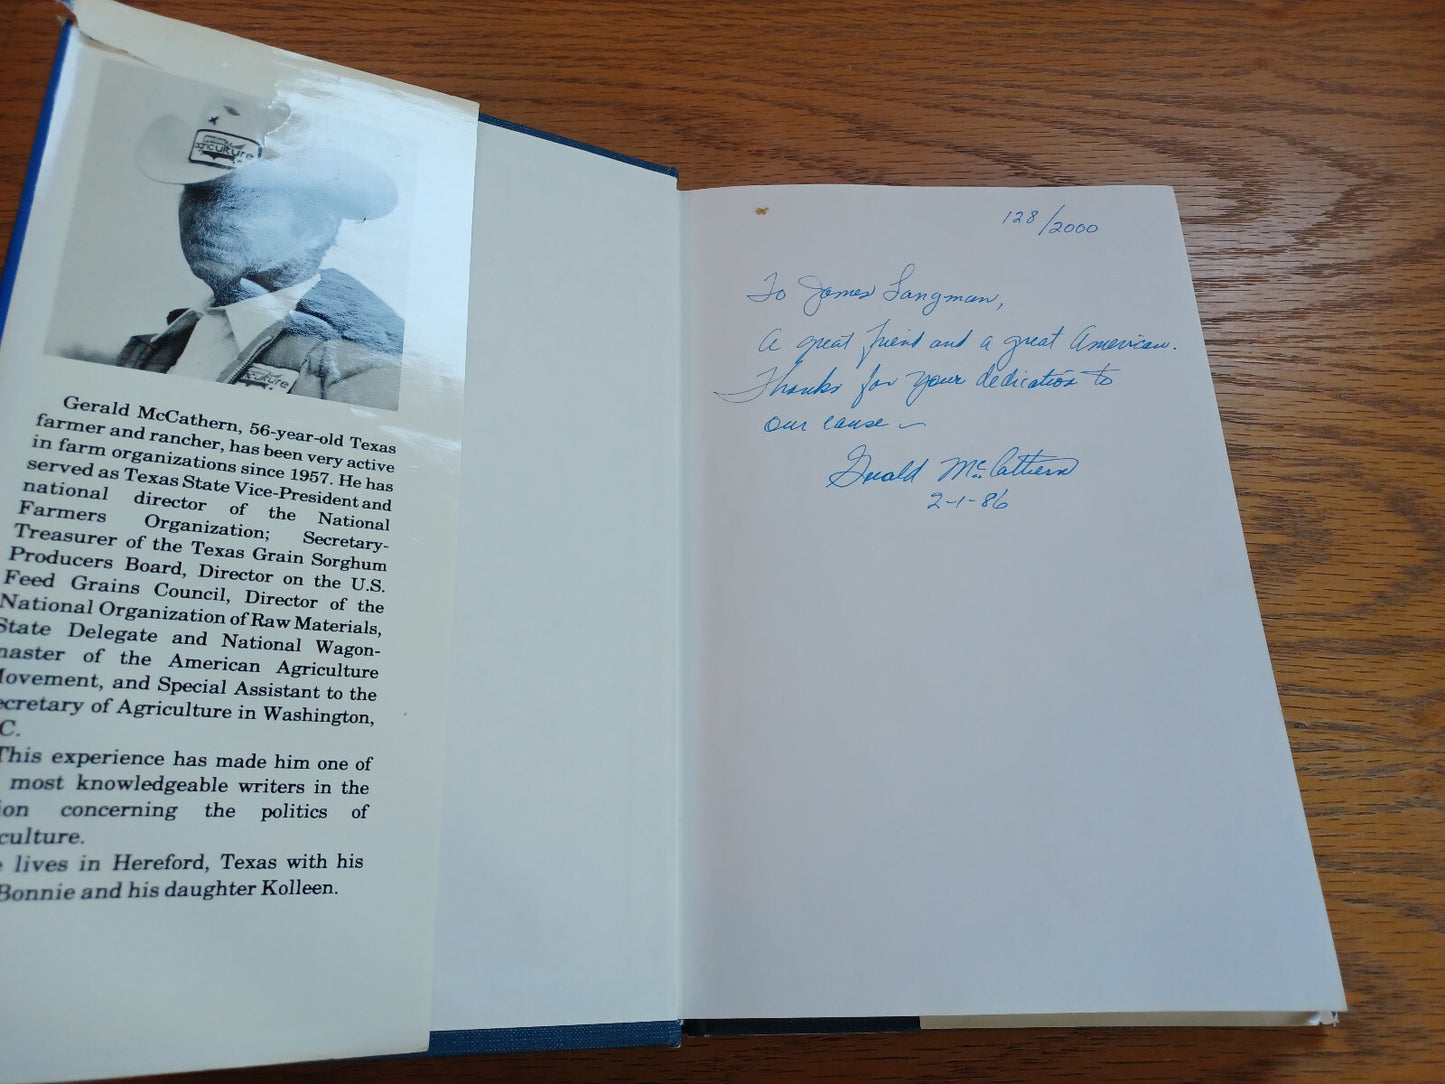 agriculture
culture
Gerald McCathern, 56-year-old Texas
farmer and rancher, has been very active
in farm organizations since 1957. He has
served as Texas State Vice-President and
national director of the National
Farmers Organization; Secretary-
Treasurer of the Texas Grain Sorghum
Producers Board, Director on the U.S.
Feed Grains Council, Director of the
National Organization of Raw Materials,
State Delegate and National Wagon-
master of the American Agriculture
Movement, and Special Assistant to the
ecretary of Agriculture in Washington,
C.
This experience has made him one of
most knowledgeable writers in the
ion concerning the politics of
culture.
e lives in Hereford, Texas with his
Bonnie and his daughter Kolleen.
128/2000
To James Langman,
A great friend and a great American.
Thanks for your dedication to
our cause —
Gerald McCathern
2-1-86